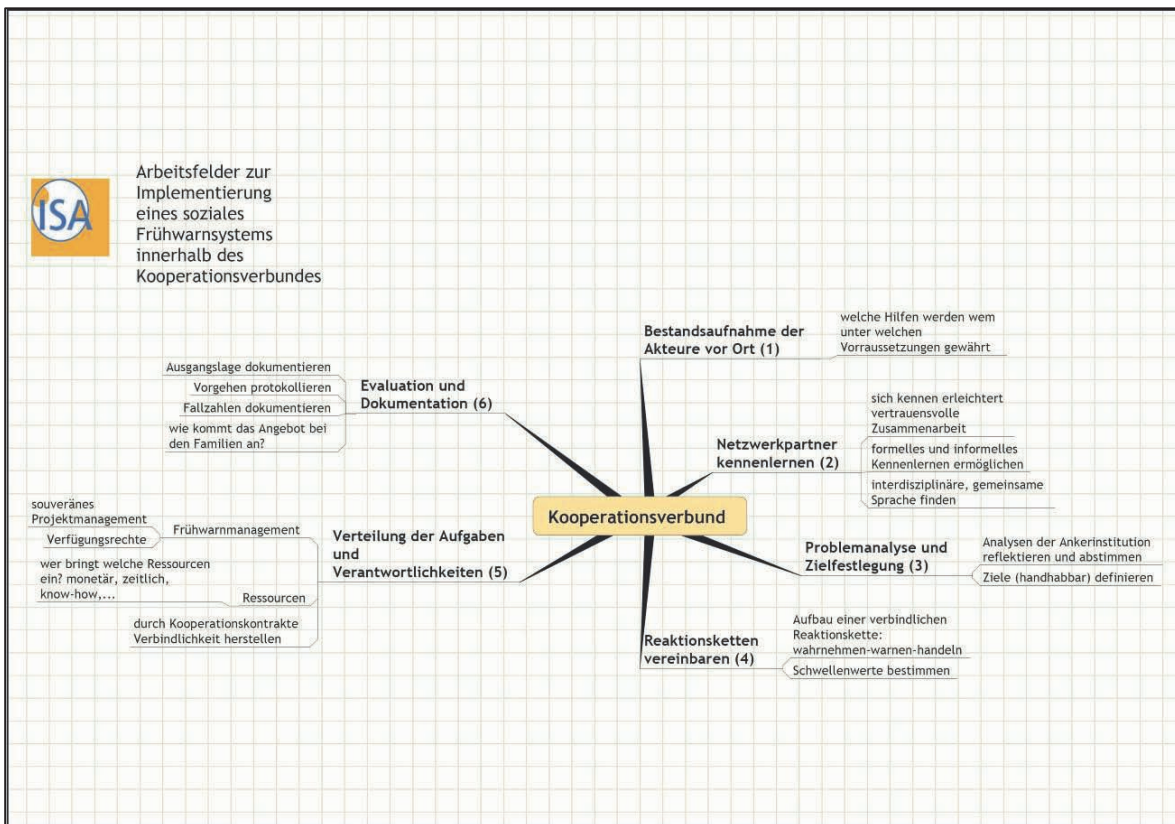 ISA
Arbeitsfelder zur
Implementierung
eines soziales
Frühwarnsystems
innerhalb des
Kooperationsverbundes
Kooperationsverbund
Bestandsaufnahme der
Akteure vor Ort (1)
welche Hilfen werden wem
unter welchen
Vorraussetzungen gewährt
Netzwerkpartner
kennenlernen (2)
sich kennen erleichtert
vertrauensvolle
Zusammenarbeit
formelles und informelles
Kennenlernen ermöglichen
interdisziplinäre, gemeinsame
Sprache finden
Problemanalyse und
Zielfestlegung (3)
Analysen der Ankerinstitution
reflektieren und abstimmen
Ziele (handhabbar) definieren
Reaktionsketten
vereinbaren (4)
Aufbau einer verbindlichen
Reaktionskette:
wahrnehmen-warnen-handeln
Schwellenwerte bestimmen
Verteilung der Aufgaben
und
Verantwortlichkeiten (5)
Frühwarnmanagement
souveränes
Projektmanagement
Verfügungsrechte
Ressourcen
wer bringt welche Ressourcen
ein? monetär, zeitlich,
know-how,...
durch Kooperationskontrakte
Verbindlichkeit herstellen
Evaluation und
Dokumentation (6)
Ausgangslage dokumentieren
Vorgehen protokollieren
Fallzahlen dokumentieren
wie kommt das Angebot bei
den Familien an?